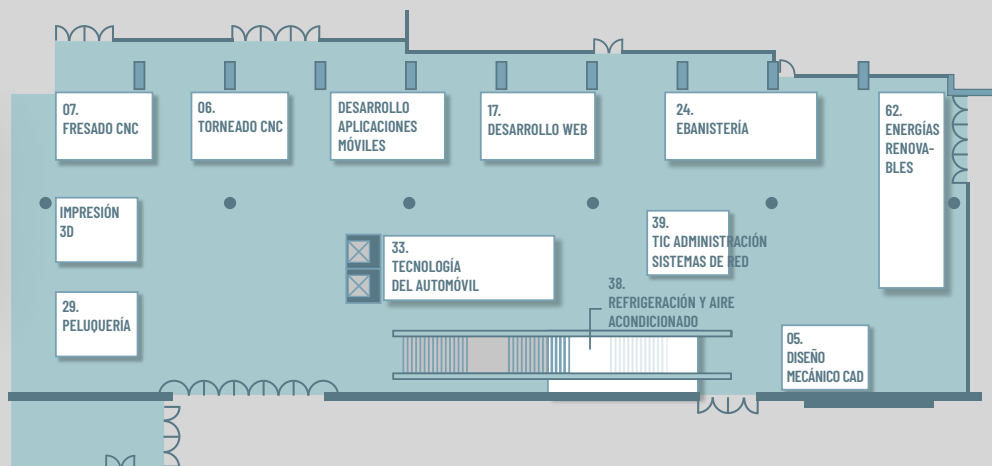 07.
FRESADO CNC
06.
TORNEADO CNC
DESARROLLO
APLICACIONES
MÓVILES
17.
DESARROLLO WEB
24.
EBANISTERÍA
62.
ENERGÍAS
RENOVA-
BLES
IMPRESIÓN
3D
39.
TIC ADMINISTRACIÓN
SISTEMAS DE RED
33.
TECNOLOGÍA
DEL AUTOMÓVIL
38.
REFRIGERACIÓN Y AIRE
ACONDICIONADO
29.
PELUQUERÍA
05.
DISEÑO
MECÁNICO CAD